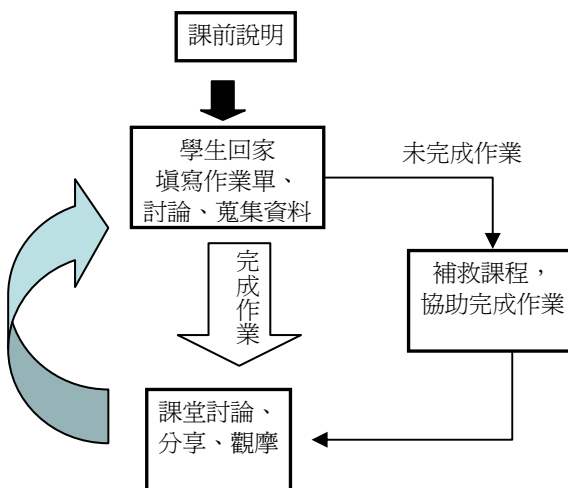 課前說明
學生回家
填寫作業單、
討論、蒐集資料
未完成作業
完成作業
補救課程，
協助完成作業
課堂討論、
分享、觀摩